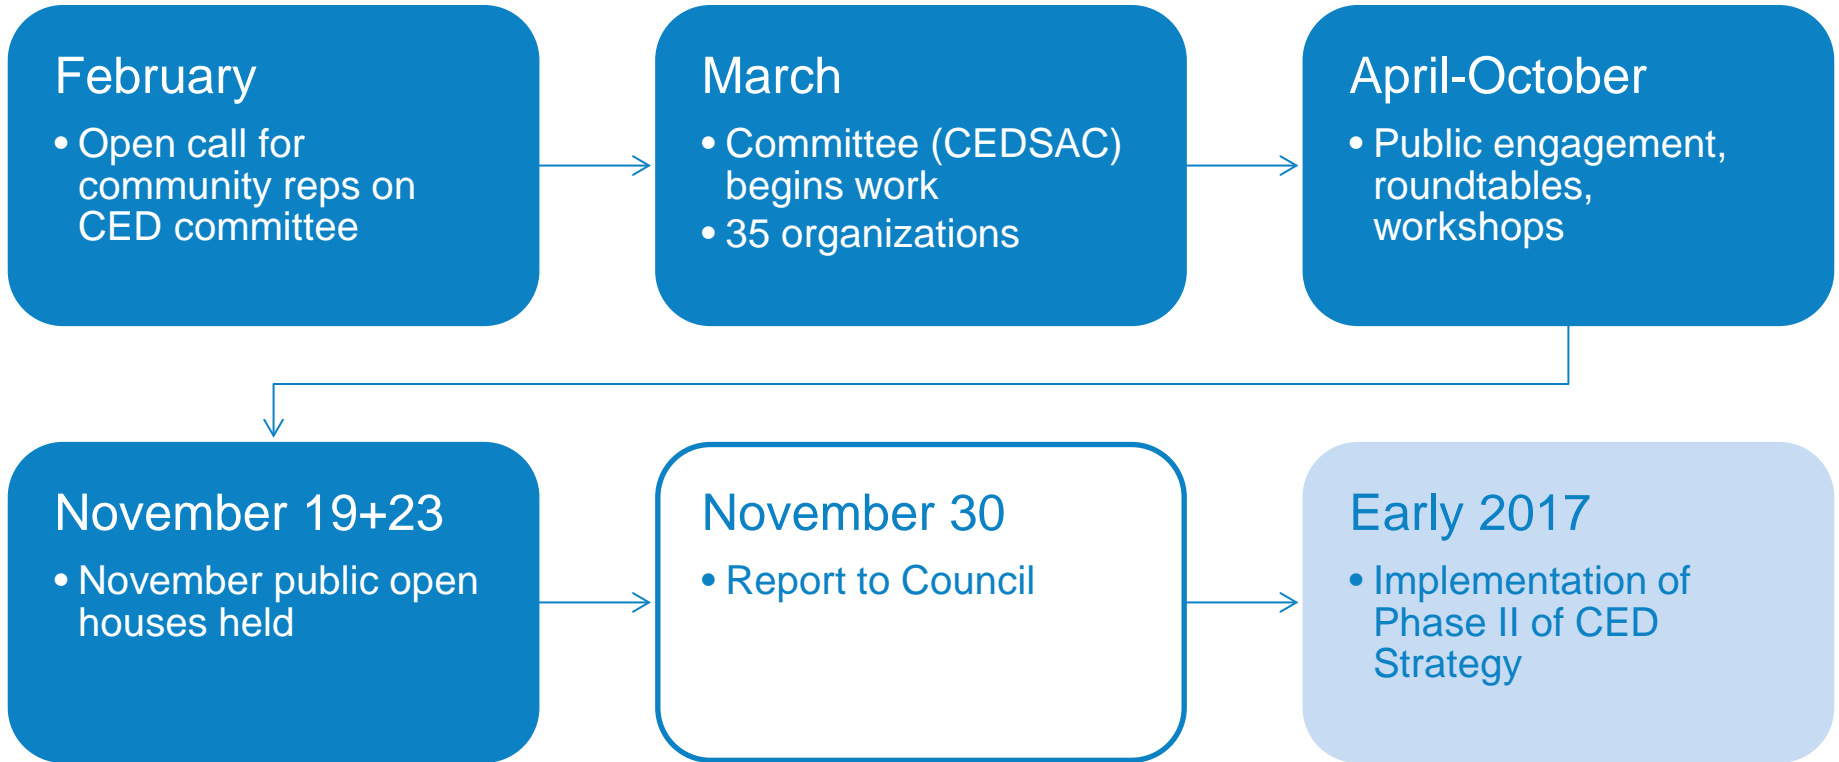 February
• Open call for
community reps on
CED committee
March
• Committee (CEDSAC)
begins work
• 35 organizations
April-October
• Public engagement,
roundtables,
workshops
November 19+23
• November public open
houses held
November 30
• Report to Council
Early 2017
• Implementation of
Phase II of CED
Strategy